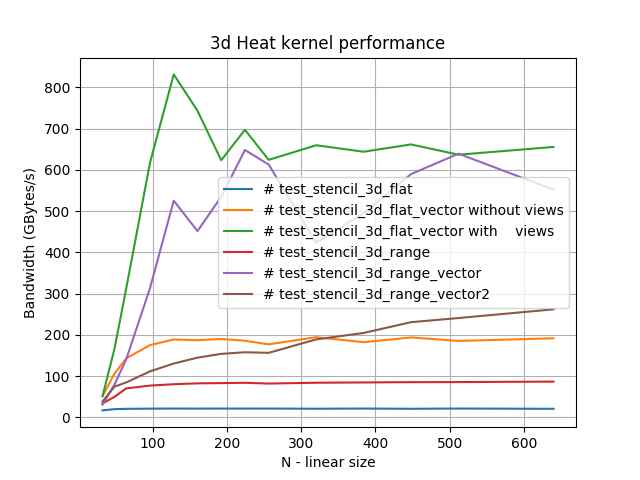 3d Heat kernel performance
Bandwidth (GBytes/s)
800
700
600
500
400
300
200
100
0
# test_stencil_3d_flat
# test_stencil_3d_flat_vector without views
# test_stencil_3d_flat_vector with    views
# test_stencil_3d_range
# test_stencil_3d_range_vector
# test_stencil_3d_range_vector2
100 200 300 400 500 600
N - linear size